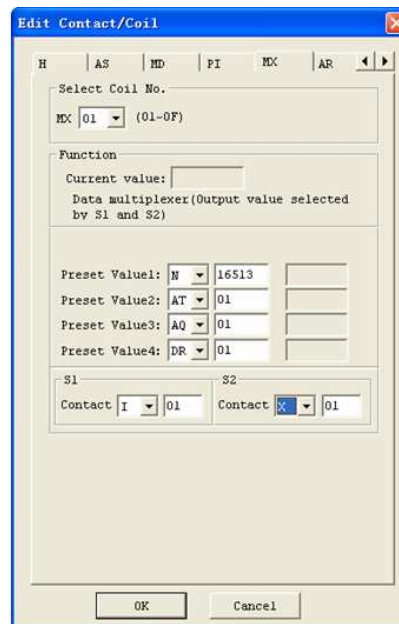 Edit Contact/Coil
H AS MD PI MX AR
Select Coil No.
MX 01 (01-0F)
Function
Current value:
Data multiplexer(Output value selected
by S1 and S2)
Preset Value1: N 16513
Preset Value2: AT 01
Preset Value3: AQ 01
Preset Value4: DR 01
S1 S2
Contact I 01 Contact X 01
OK Cancel